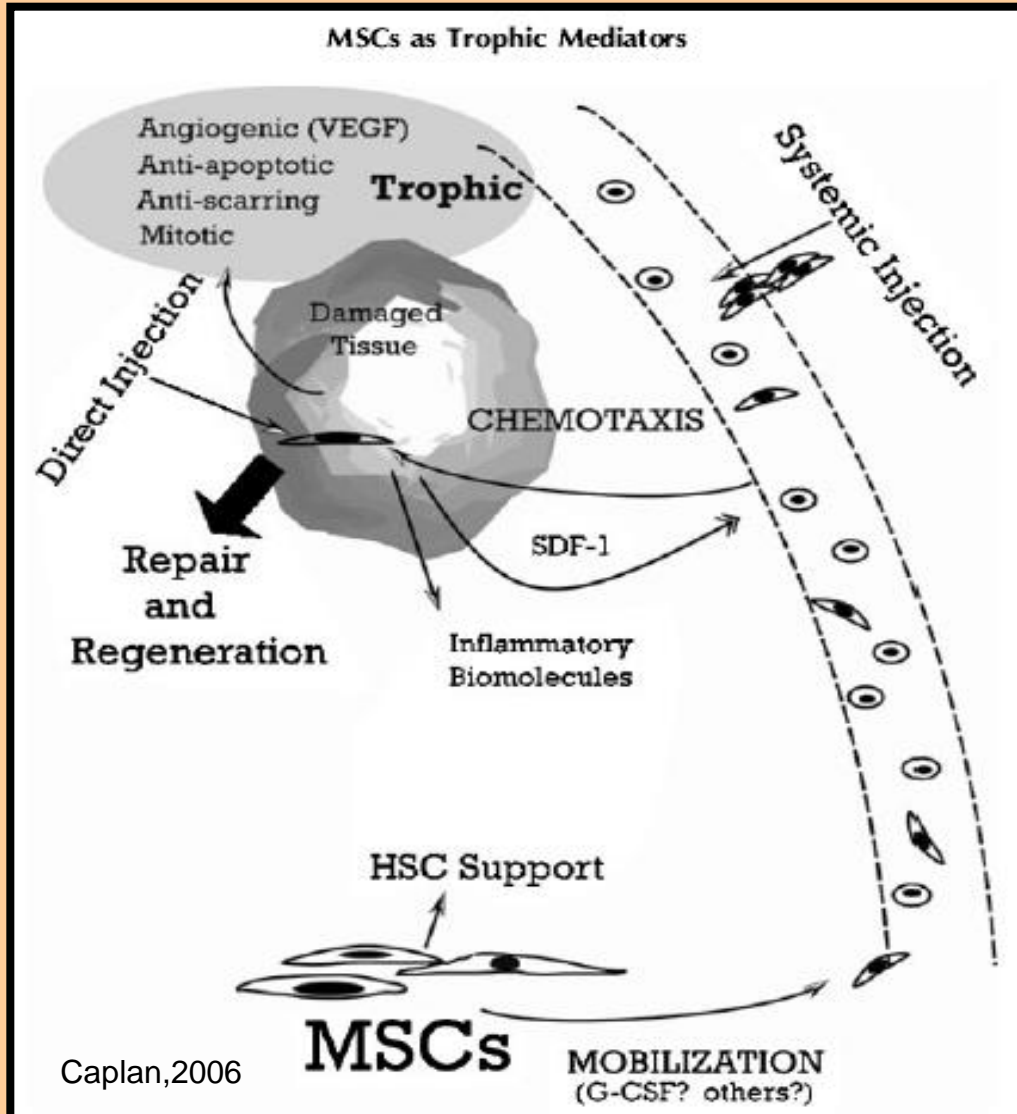 MSCs as Trophic Mediators
Angiogenic (VEGF)
Anti-apoptotic
Anti-scarring
Mitotic
Trophic
Systemic Injection
Direct Injection
Damaged
Tissue
CHEMOTAXIS
SDF-1
Repair
and
Regeneration
Inflammatory
Biomolecules
HSC Support
MSCs
MOBILIZATION
(G-CSF? others?)
Caplan,2006